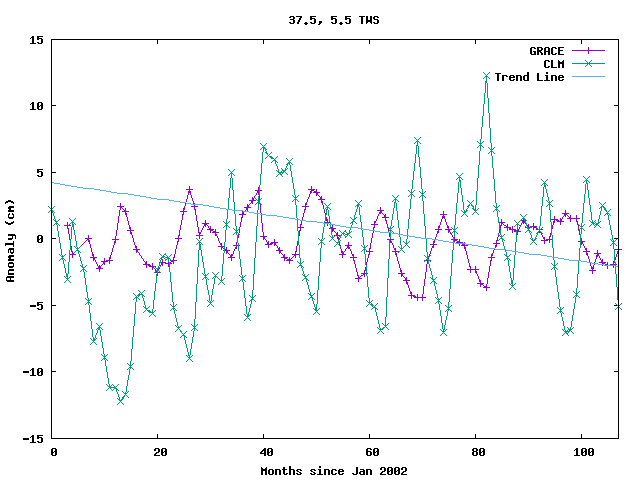 37.5, 5.5 TWS
GRACE
CLM
Trend Line
15
10
5
0
-5
-10
-15
Anomaly (cm)
0 20 40 60 80 100
Months since Jan 2002